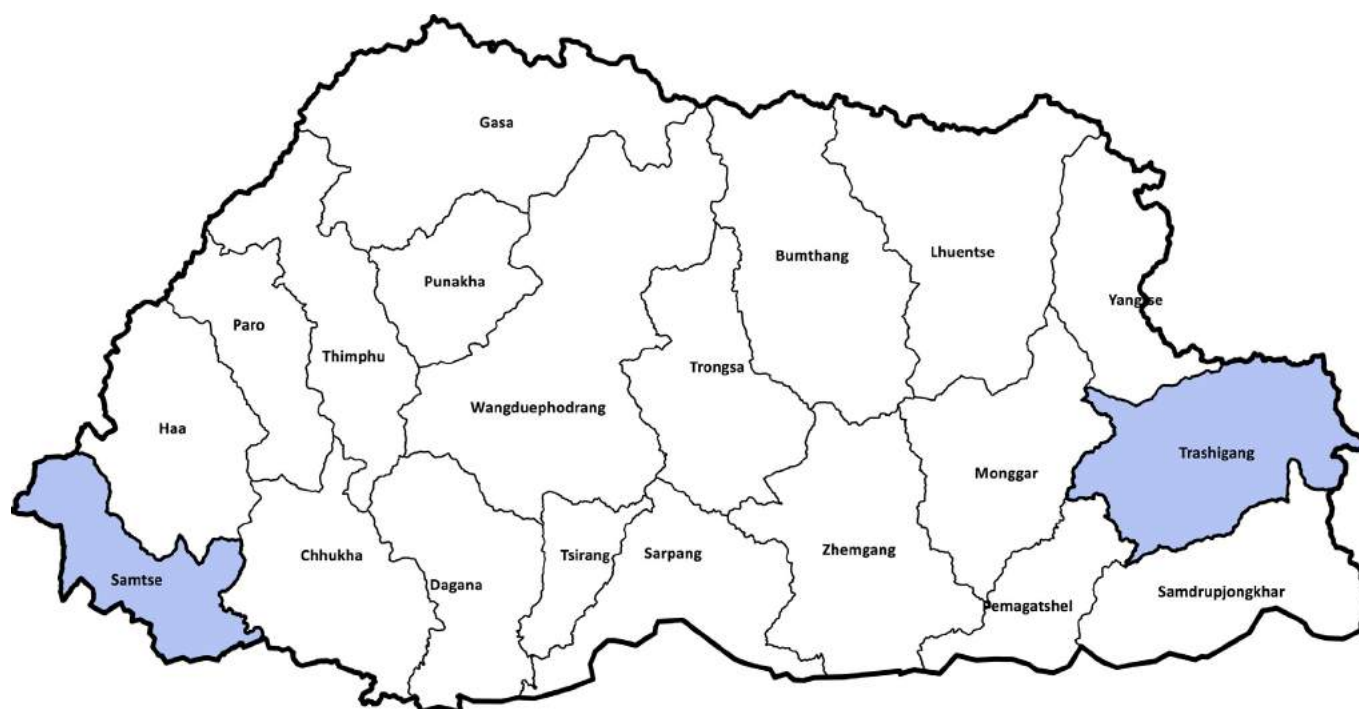 Gasa
Punakha
Bumthang
Lhuentse
Yangtse
Paro
Thimphu
Trongsa
Wangduephodrang
Haa
Trashigang
Monggar
Samtse
Chhukha
Dagana
Tsirang
Sarpang
Zhemgang
Pemagatshel
Samdrupjongkhar